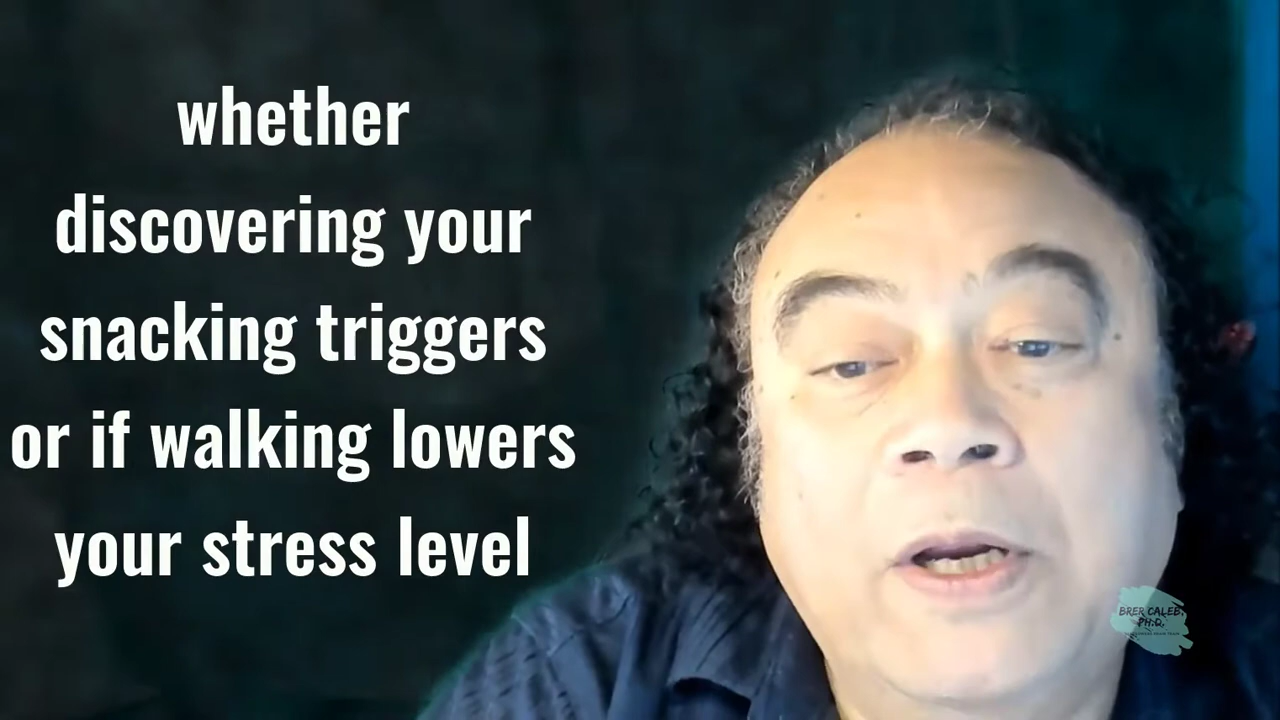 whether
discovering your
snacking triggers
or if walking lowers
your stress level
BRER CALEB,
PH.D.